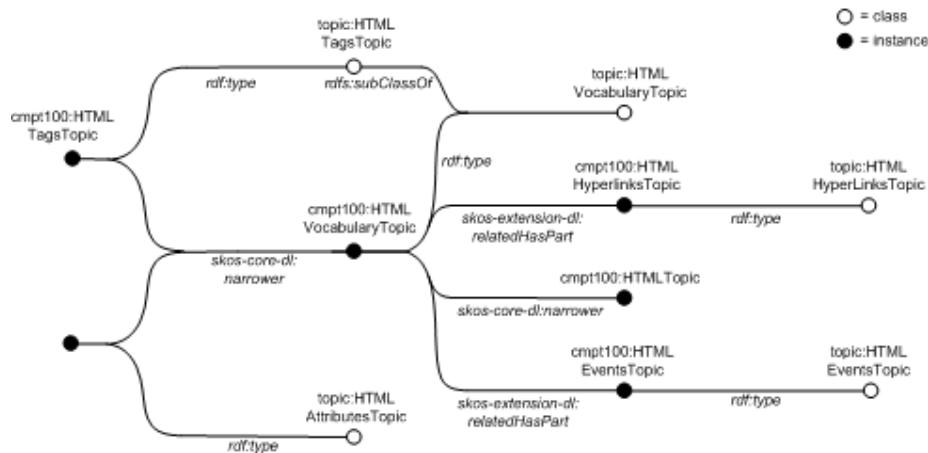 topic:HTML
TagsTopic
= class
= instance
rdf:type
rdfs:subClassOf
topic:HTML
VocabularyTopic
cmpt100:HTML
TagsTopic
rdf:type
cmpt100:HTML
HyperlinksTopic
topic:HTML
HyperLinksTopic
cmpt100:HTML
VocabularyTopic
skos-extension-dl:
relatedHasPart
rdf:type
skos-core-dl:
narrower
cmpt100:HTMLTopic
skos-core-dl:narrower
cmpt100:HTML
EventsTopic
topic:HTML
EventsTopic
skos-extension-dl:
relatedHasPart
rdf:type
topic:HTML
AttributesTopic
rdf:type